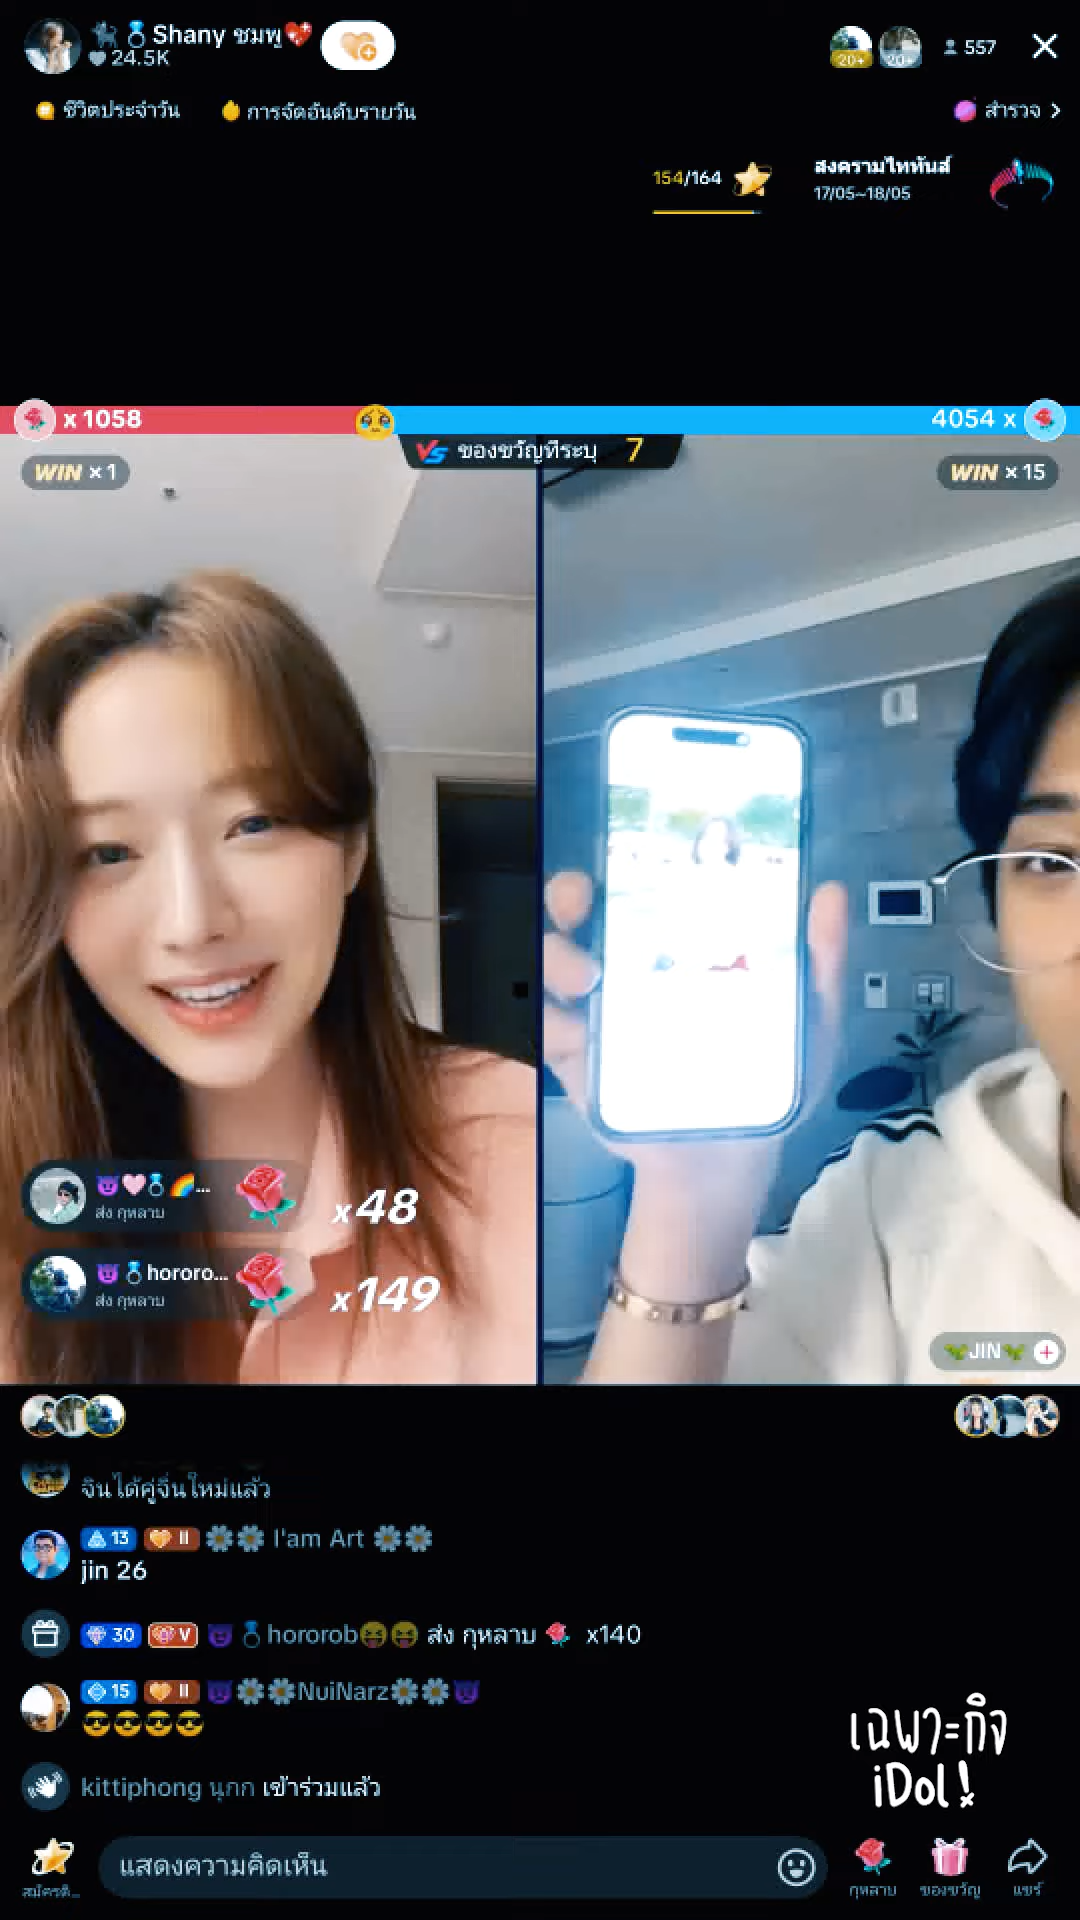 Shany ชมพู
24.5K
20+
20+
557
ชีวิตประจำวัน
การจัดอันดับรายวัน
สำรวจ
154/164
สงครามไททันส์
17/05~18/05
x 1058
4054 x
VS ของขวัญที่ระบุ 7
WIN x 1
WIN x 15
...
ส่ง กุหลาบ
x48
hororo...
ส่ง กุหลาบ
x149
JIN
จินได้คู่จิ้นใหม่แล้ว
13 II I'am Art
jin 26
30 V hororob ส่ง กุหลาบ x140
15 II NuiNarz
kittiphong นุกก เข้าร่วมแล้ว
เฉพาะกิจ
iDol!
แสดงความคิดเห็น
กุหลาบ
ของขวัญ
แชร์